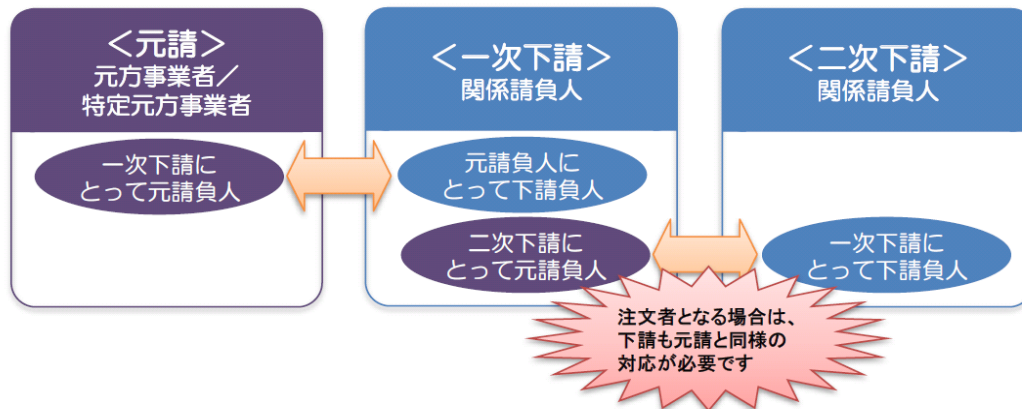 ＜元請＞
元方事業者／
特定元方事業者
一次下請に
とって元請負人
＜一次下請＞
関係請負人
元請負人に
とって下請負人
二次下請に
とって元請負人
＜二次下請＞
関係請負人
一次下請に
とって下請負人
注文者となる場合は、
下請も元請と同様の
対応が必要です